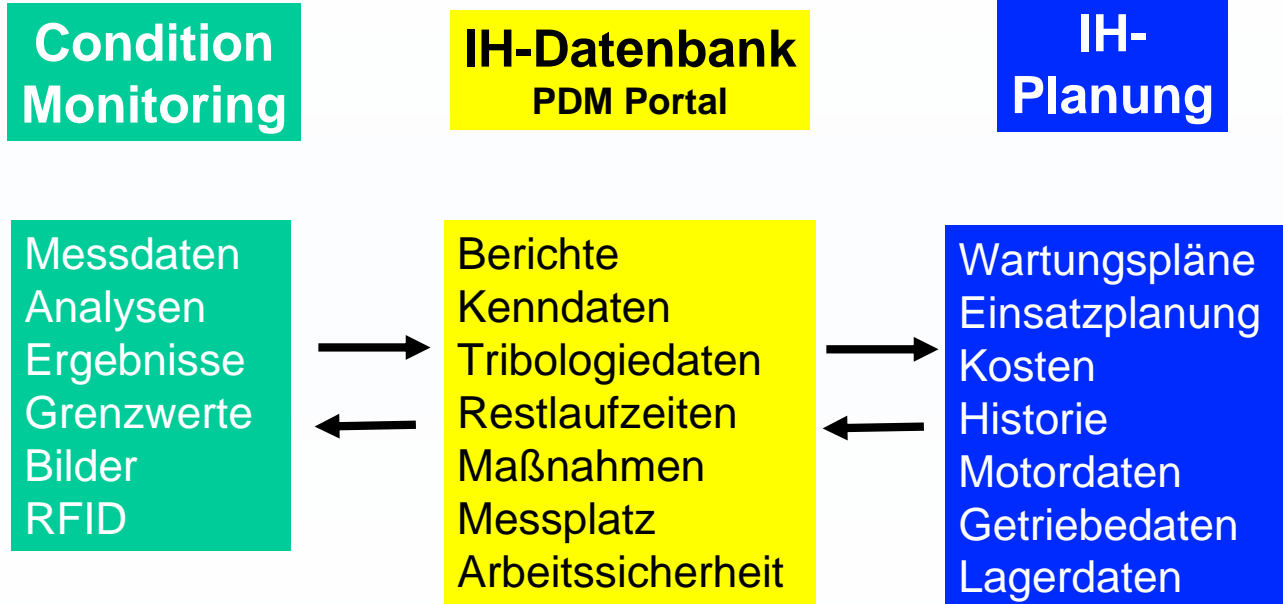 Condition
Monitoring
IH-Datenbank
PDM Portal
IH-
Planung
Messdaten
Analysen
Ergebnisse
Grenzwerte
Bilder
RFID
Berichte
Kenndaten
Tribologiedaten
Restlaufzeiten
Maßnahmen
Messplatz
Arbeitssicherheit
Wartungspläne
Einsatzplanung
Kosten
Historie
Motordaten
Getriebedaten
Lagerdaten